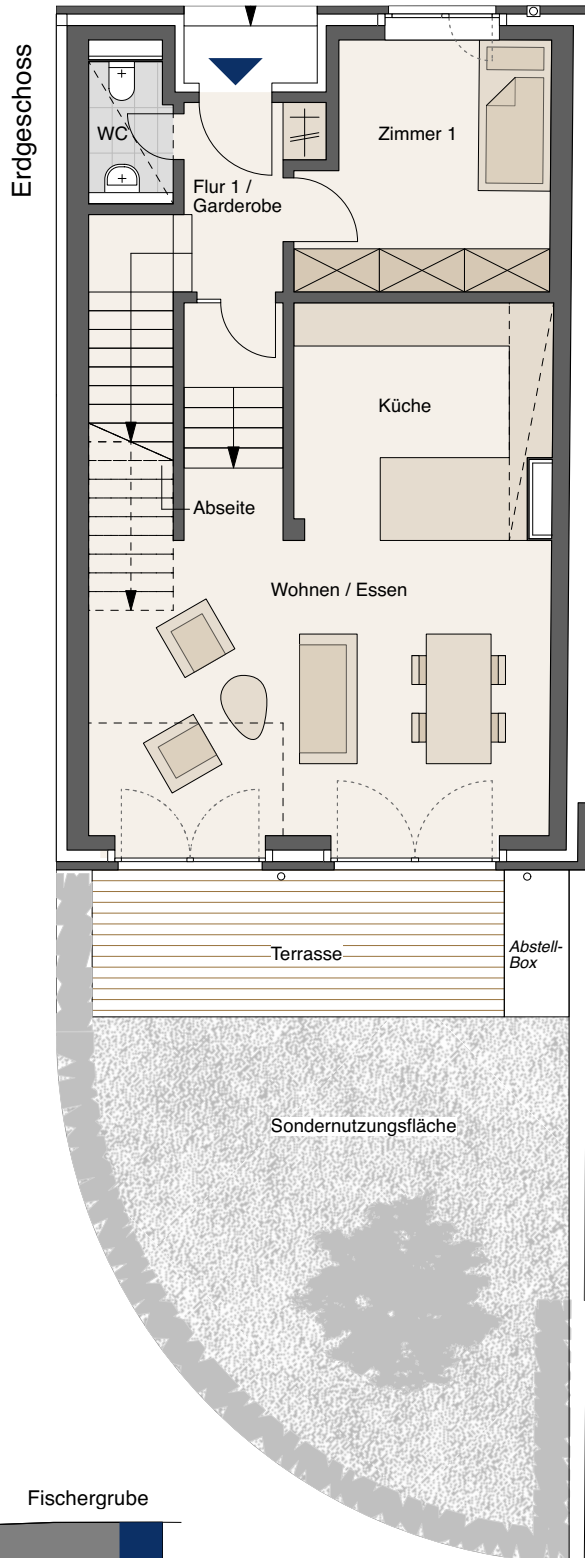 Erdgeschoss
WC
Zimmer 1
Flur 1 /
Garderobe
Küche
Abseite
Wohnen / Essen
Terrasse
Abstell-
Box
Sondernutzungsfläche
Fischergrube